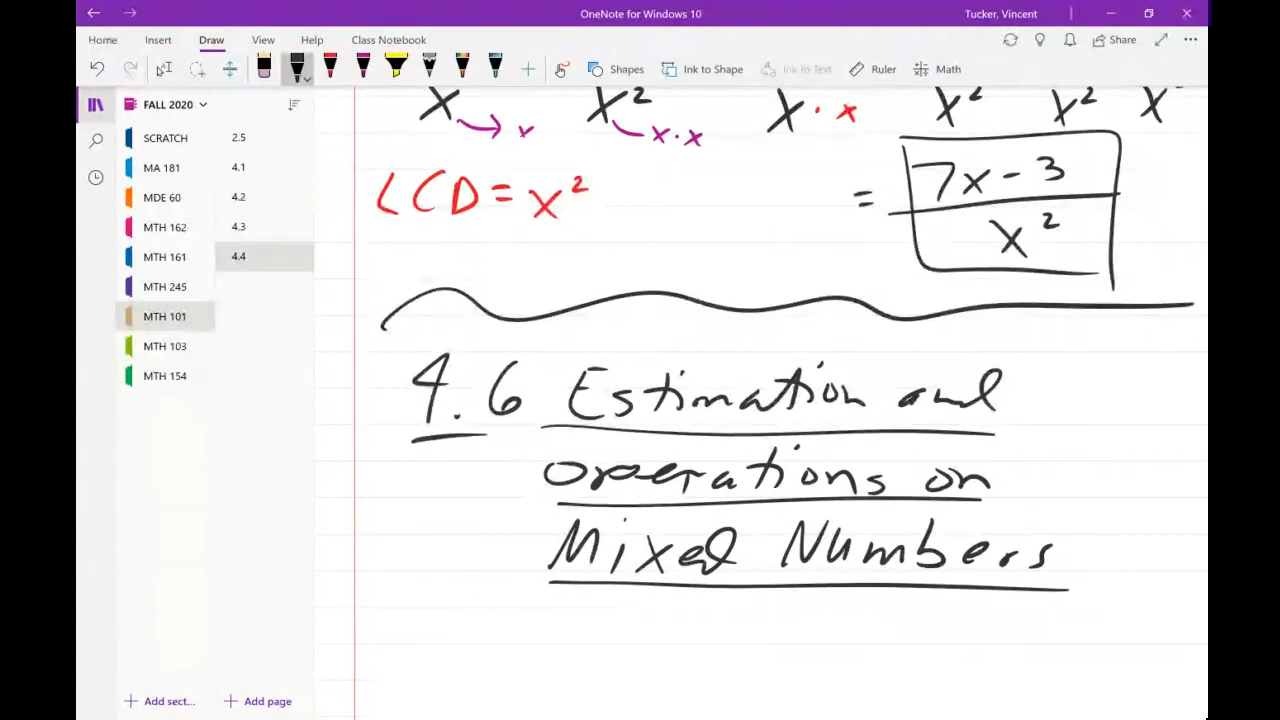 OneNote for Windows 10
Tucker, Vincent
Home Insert Draw View Help Class Notebook
Share
Shapes Ink to Shape Ink to Text Ruler Math
FALL 2020
SCRATCH
MA 181
MDE 60
MTH 162
MTH 161
MTH 245
MTH 101
MTH 103
MTH 154
Add sect...
2.5
4.1
4.2
4.3
4.4
Add page
x x² x · x x² x² x
x x · x
LCD = x²
= 7x - 3
x²
4.6 Estimation and
Operations on
Mixed Numbers